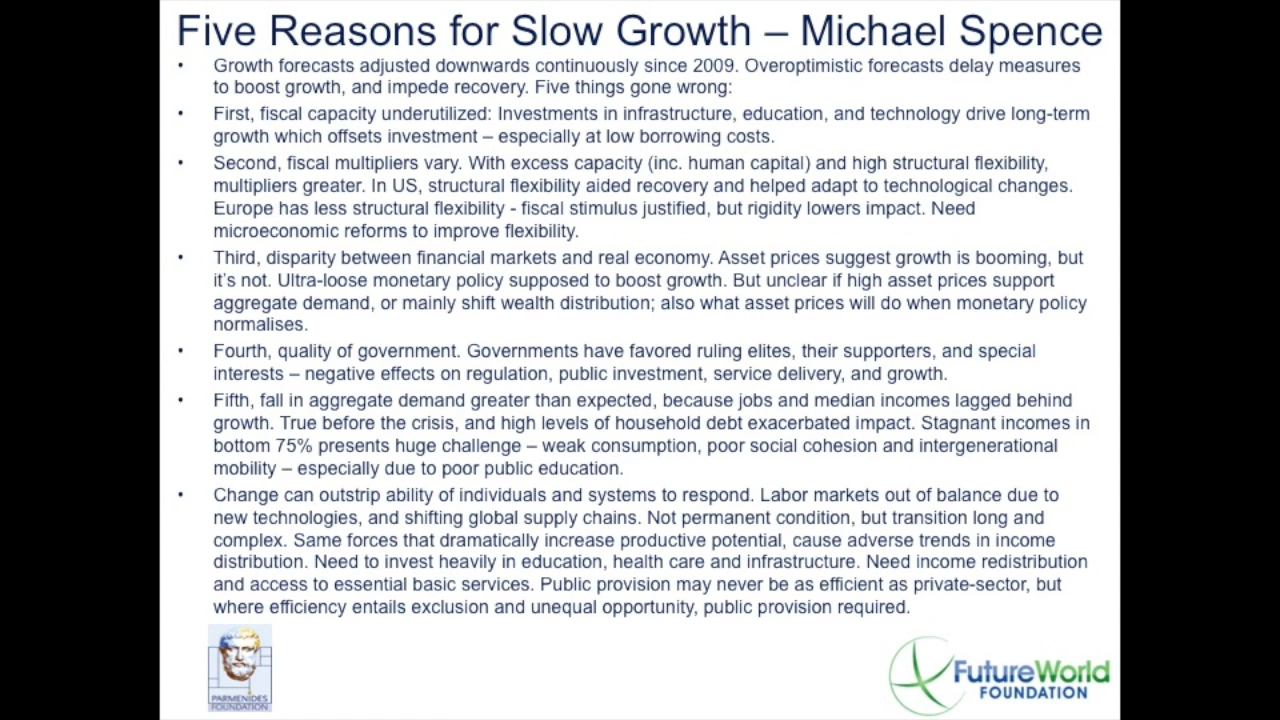 Five Reasons for Slow Growth – Michael Spence
• Growth forecasts adjusted downwards continuously since 2009. Overoptimistic forecasts delay measures
to boost growth, and impede recovery. Five things gone wrong:
• First, fiscal capacity underutilized: Investments in infrastructure, education, and technology drive long-term
growth which offsets investment – especially at low borrowing costs.
• Second, fiscal multipliers vary. With excess capacity (inc. human capital) and high structural flexibility,
multipliers greater. In US, structural flexibility aided recovery and helped adapt to technological changes.
Europe has less structural flexibility - fiscal stimulus justified, but rigidity lowers impact. Need
microeconomic reforms to improve flexibility.
• Third, disparity between financial markets and real economy. Asset prices suggest growth is booming, but
it's not. Ultra-loose monetary policy supposed to boost growth. But unclear if high asset prices support
aggregate demand, or mainly shift wealth distribution; also what asset prices will do when monetary policy
normalises.
• Fourth, quality of government. Governments have favored ruling elites, their supporters, and special
interests – negative effects on regulation, public investment, service delivery, and growth.
• Fifth, fall in aggregate demand greater than expected, because jobs and median incomes lagged behind
growth. True before the crisis, and high levels of household debt exacerbated impact. Stagnant incomes in
bottom 75% presents huge challenge – weak consumption, poor social cohesion and intergenerational
mobility – especially due to poor public education.
• Change can outstrip ability of individuals and systems to respond. Labor markets out of balance due to
new technologies, and shifting global supply chains. Not permanent condition, but transition long and
complex. Same forces that dramatically increase productive potential, cause adverse trends in income
distribution. Need to invest heavily in education, health care and infrastructure. Need income redistribution
and access to essential basic services. Public provision may never be as efficient as private-sector, but
where efficiency entails exclusion and unequal opportunity, public provision required.
PARMENIDES
FOUNDATION
FutureWorld
FOUNDATION